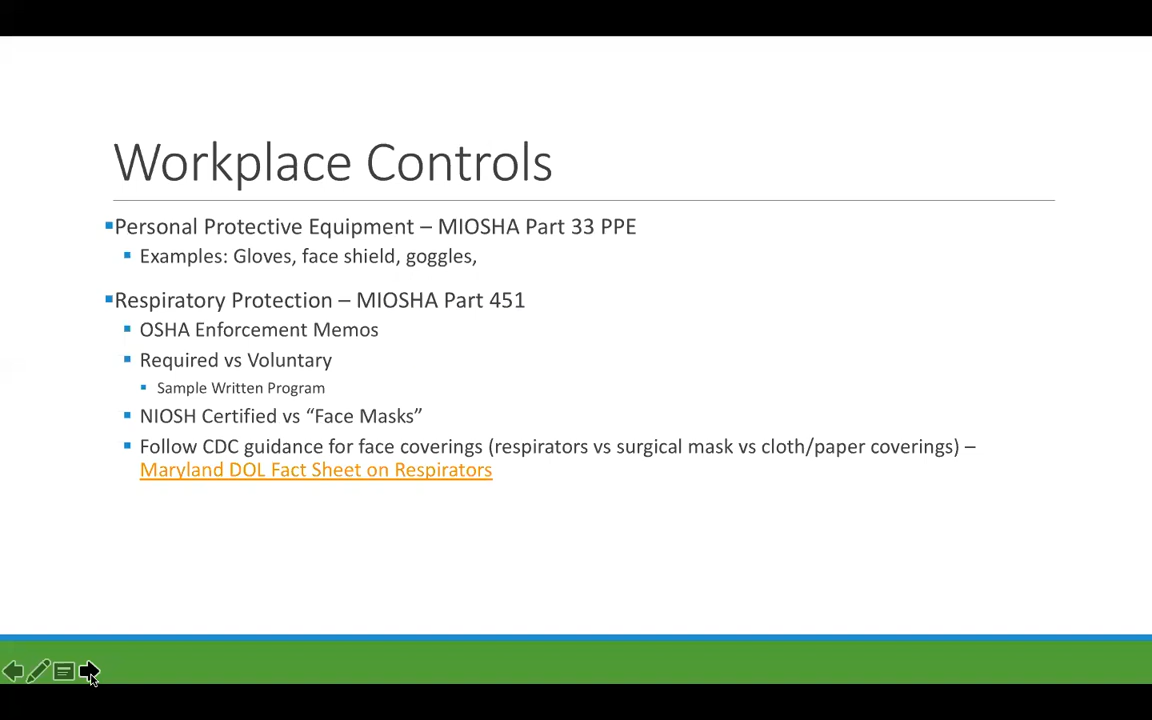 Workplace Controls
Personal Protective Equipment – MIOSHA Part 33 PPE
Examples: Gloves, face shield, goggles,
Respiratory Protection – MIOSHA Part 451
OSHA Enforcement Memos
Required vs Voluntary
Sample Written Program
NIOSH Certified vs “Face Masks”
Follow CDC guidance for face coverings (respirators vs surgical mask vs cloth/paper coverings) –
Maryland DOL Fact Sheet on Respirators